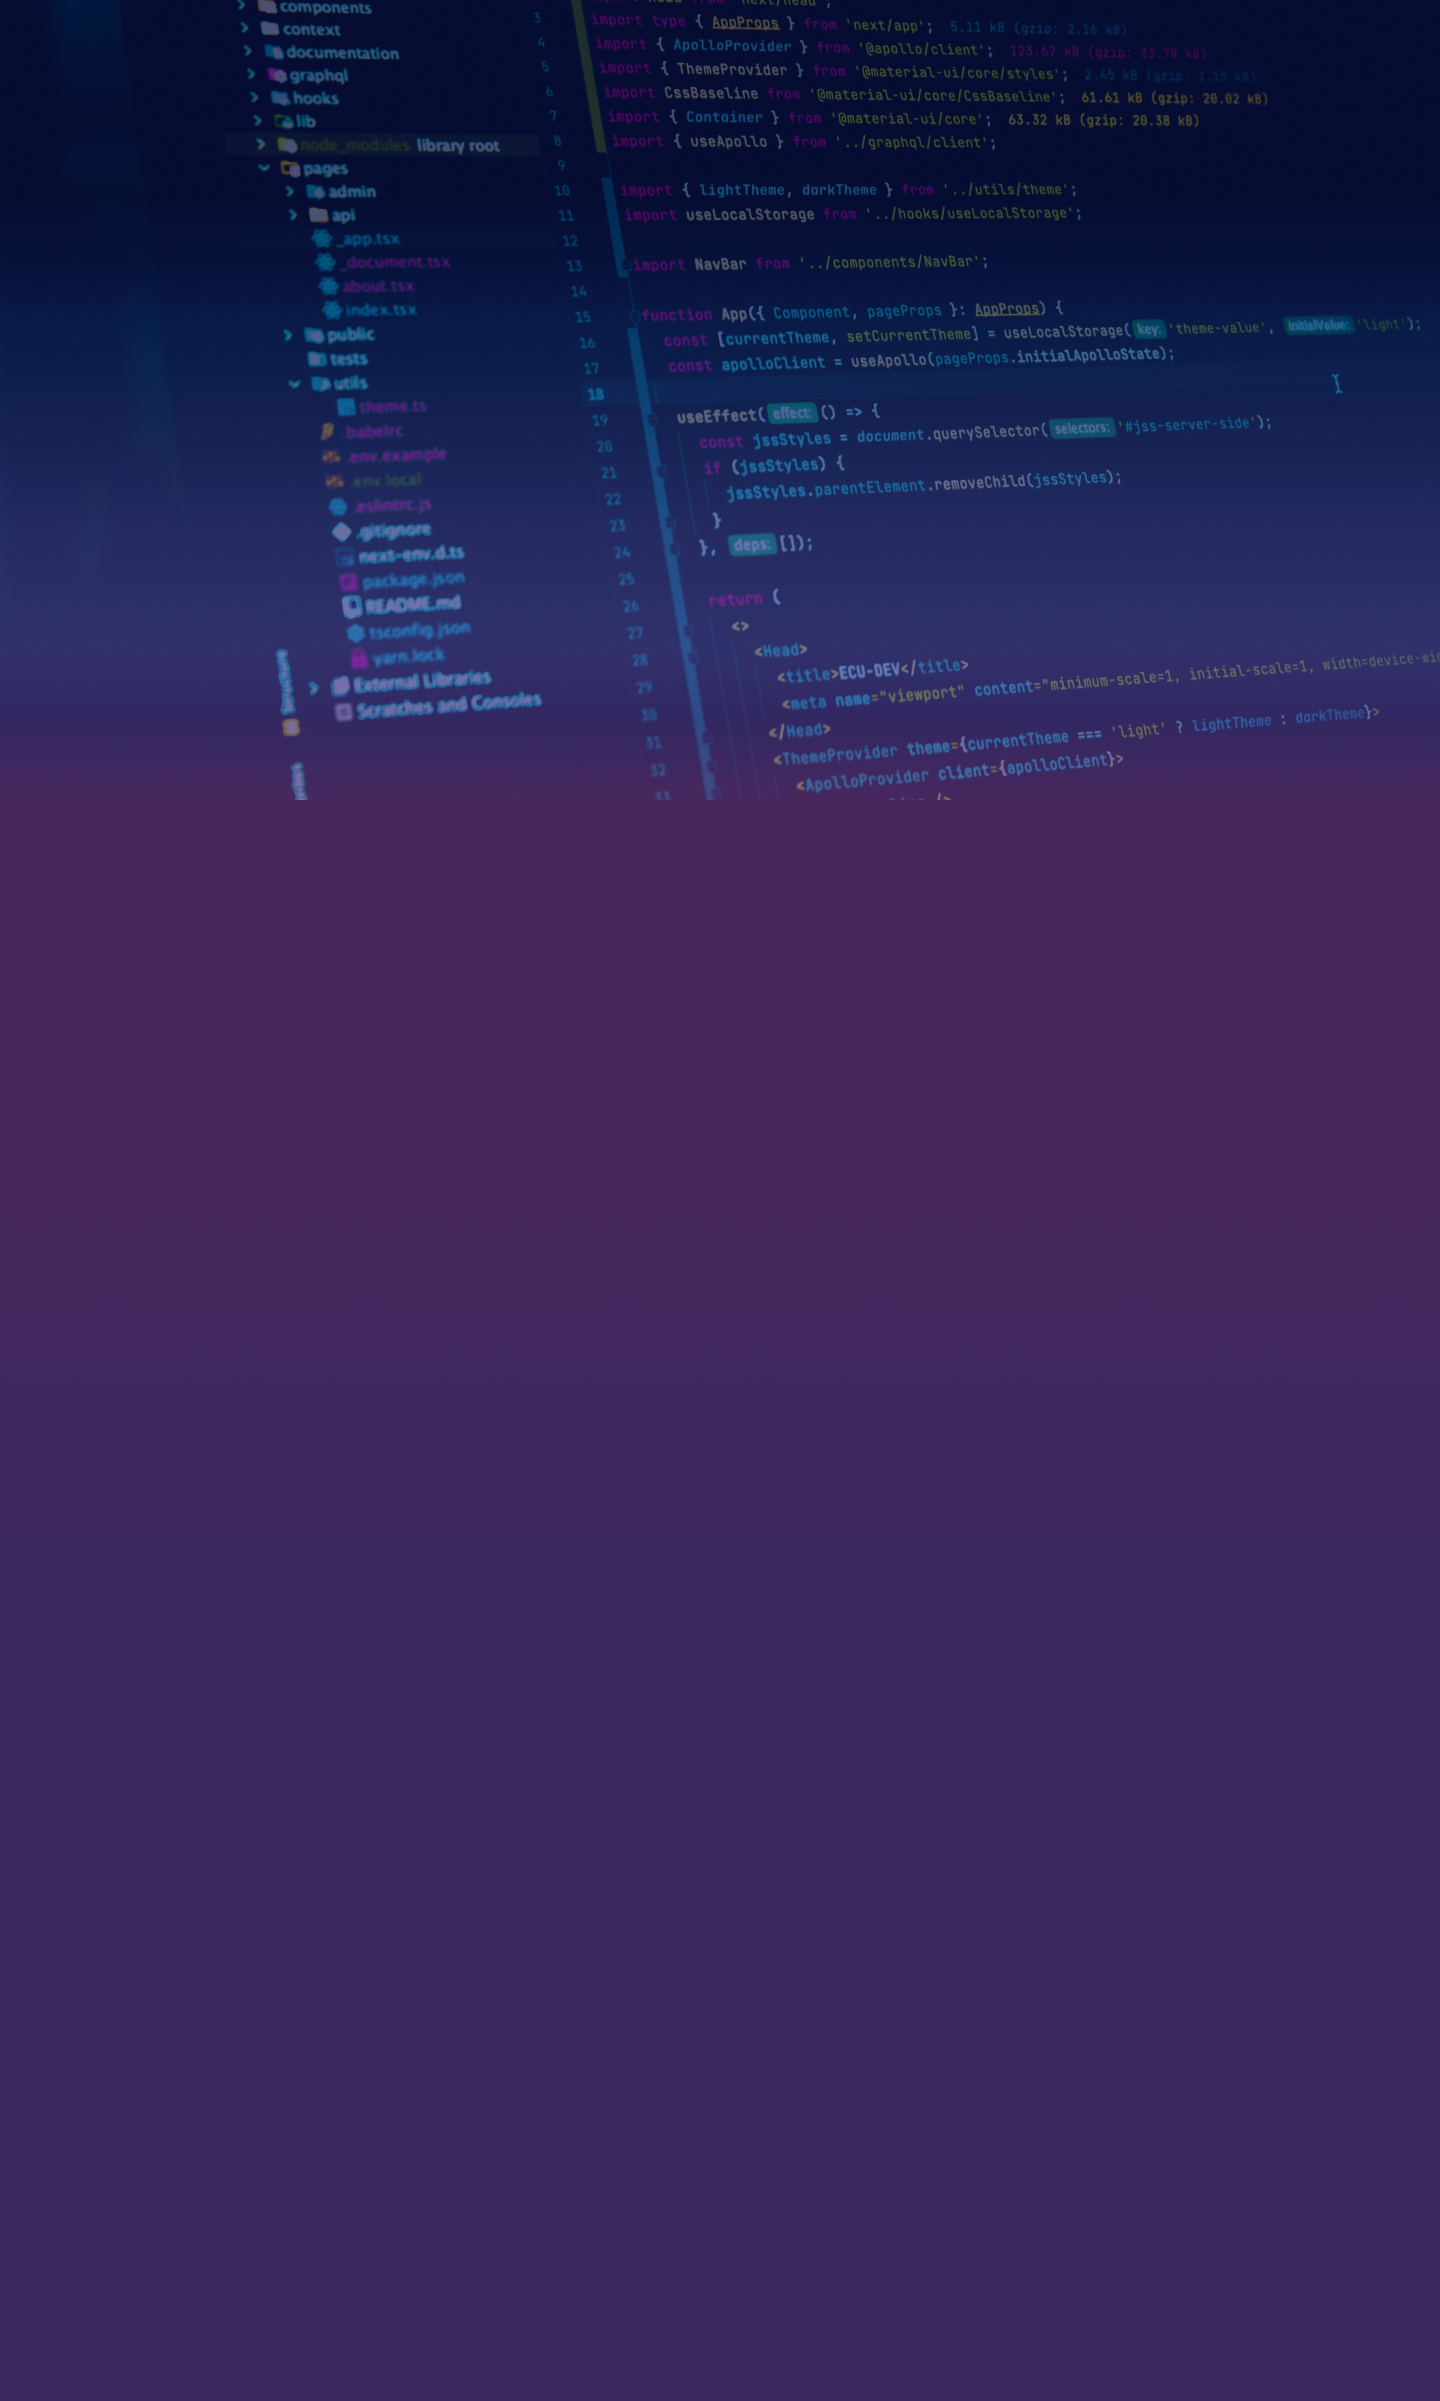 components
context
documentation
graphql
hooks
lib
node_modules library root
pages
admin
api
_app.tsx
_document.tsx
about.tsx
index.tsx
public
tests
utils
theme.ts
.babelrc
.env.example
.env.local
.eslintrc.js
.gitignore
next-env.d.ts
package.json
README.md
tsconfig.json
yarn.lock
External Libraries
Scratches and Consoles
Structure
3 import type { AppProps } from 'next/app'; 5.11 kB (gzip: 2.16 kB)
4 import { ApolloProvider } from '@apollo/client'; 123.67 kB (gzip: 33.78 kB)
5 import { ThemeProvider } from '@material-ui/core/styles'; 2.45 kB (gzip: 1.15 kB)
6 import CssBaseline from '@material-ui/core/CssBaseline'; 61.61 kB (gzip: 20.02 kB)
7 import { Container } from '@material-ui/core'; 63.32 kB (gzip: 20.38 kB)
8 import { useApollo } from '../graphql/client';
9
10 import { lightTheme, darkTheme } from '../utils/theme';
11 import useLocalStorage from '../hooks/useLocalStorage';
12
13 import NavBar from '../components/NavBar';
14
15 function App({ Component, pageProps }: AppProps) {
16 const [currentTheme, setCurrentTheme] = useLocalStorage( key: 'theme-value', initialValue: 'light');
17 const apolloClient = useApollo(pageProps.initialApolloState);
18
19 useEffect( effect: () => {
20 const jssStyles = document.querySelector( selectors: '#jss-server-side');
21 if (jssStyles) {
22 jssStyles.parentElement.removeChild(jssStyles);
23 }
24 }, deps: []);
25
26 return (
27 <>
28 <Head>
29 <title>ECU-DEV</title>
30 <meta name="viewport" content="minimum-scale=1, initial-scale=1, width=device-wi
31 </Head>
32 <ThemeProvider theme={currentTheme === 'light' ? lightTheme : darkTheme}>
33 <ApolloProvider client={apolloClient}>